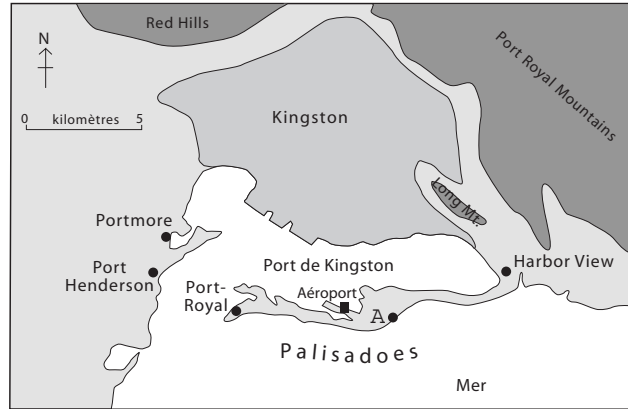 Red Hills
N
0 kilomètres 5
Kingston
Port Royal Mountains
Long Mt.
Portmore
Port
Henderson
Port de Kingston
Harbor View
Port-
Royal
Aéroport
A
Palisadoes
Mer